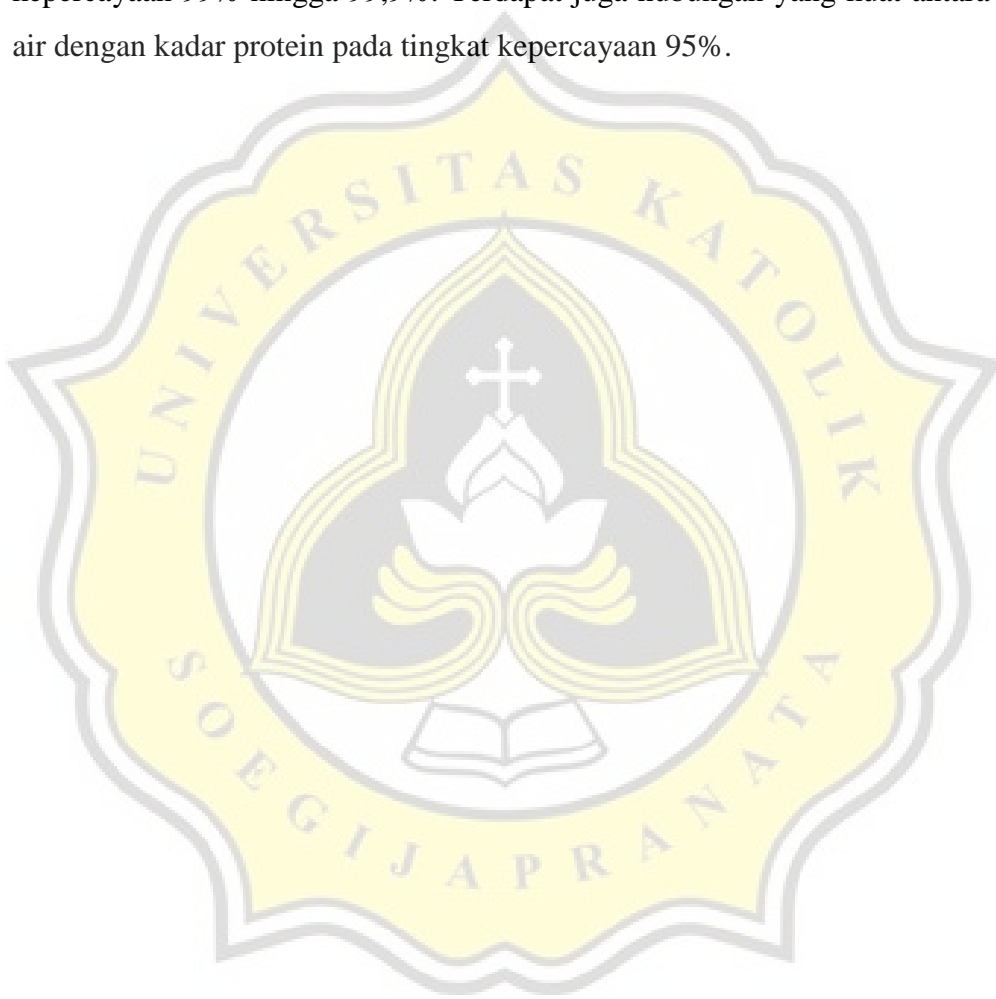 kepercayaan 99% hingga 99,9%. Terdapat juga hubungan yang kuat antara
air dengan kadar protein pada tingkat kepercayaan 95%.
UNIVERSITAS KATOLIK
SOEGIJAPRANATA